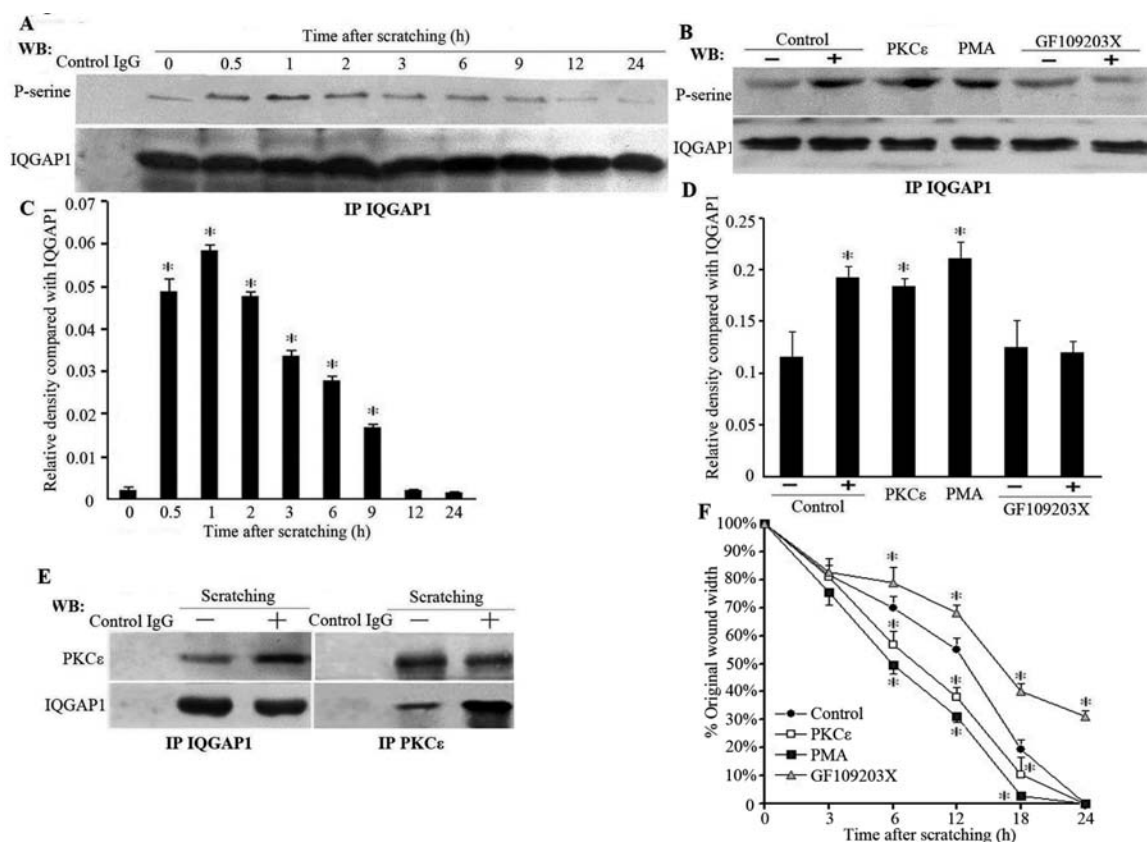 A
WB:
Time after scratching (h)
Control IgG 0 0.5 1 2 3 6 9 12 24
P-serine
IQGAP1
IP IQGAP1
B
WB:
Control PKCε PMA GF109203X
− + − +
P-serine
IQGAP1
IP IQGAP1
C
Relative density compared with IQGAP1
0.07
0.06
0.05
0.04
0.03
0.02
0.01
0
* * * * * *
0 0.5 1 2 3 6 9 12 24
Time after scratching (h)
D
Relative density compared with IQGAP1
0.25
0.2
0.15
0.1
0.05
0
* * *
− + PKCε PMA − +
Control GF109203X
E
WB:
Scratching Scratching
Control IgG − + Control IgG − +
PKCε
IQGAP1
IP IQGAP1 IP PKCε
F
% Original wound width
100%
90%
80%
70%
60%
50%
40%
30%
20%
10%
0
* * * * * * * * * *
Control
PKCε
PMA
GF109203X
0 3 6 12 18 24
Time after scratching (h)